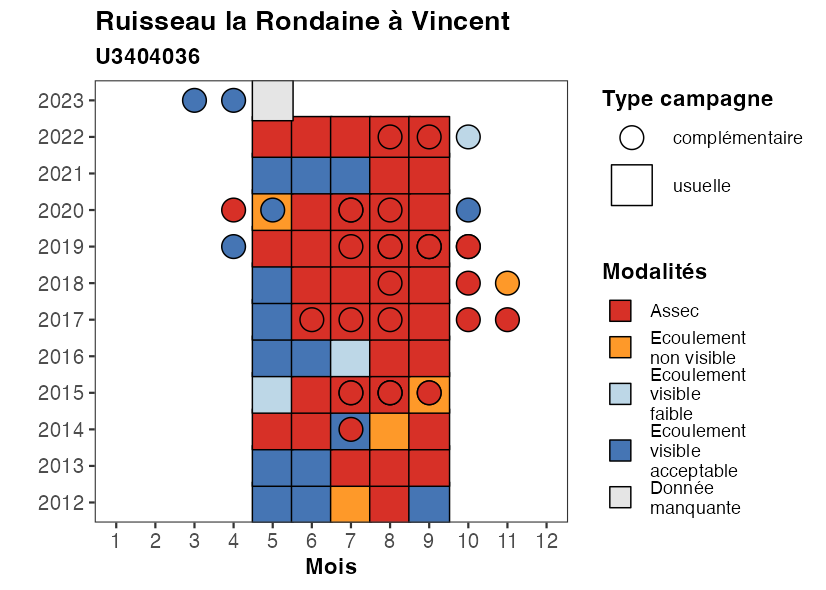 Ruisseau la Rondaine à Vincent
U3404036
2023
2022
2021
2020
2019
2018
2017
2016
2015
2014
2013
2012
1 2 3 4 5 6 7 8 9 10 11 12
Mois
Type campagne
complémentaire
usuelle
Modalités
Assec
Ecoulement
non visible
Ecoulement
visible
faible
Ecoulement
visible
acceptable
Donnée
manquante